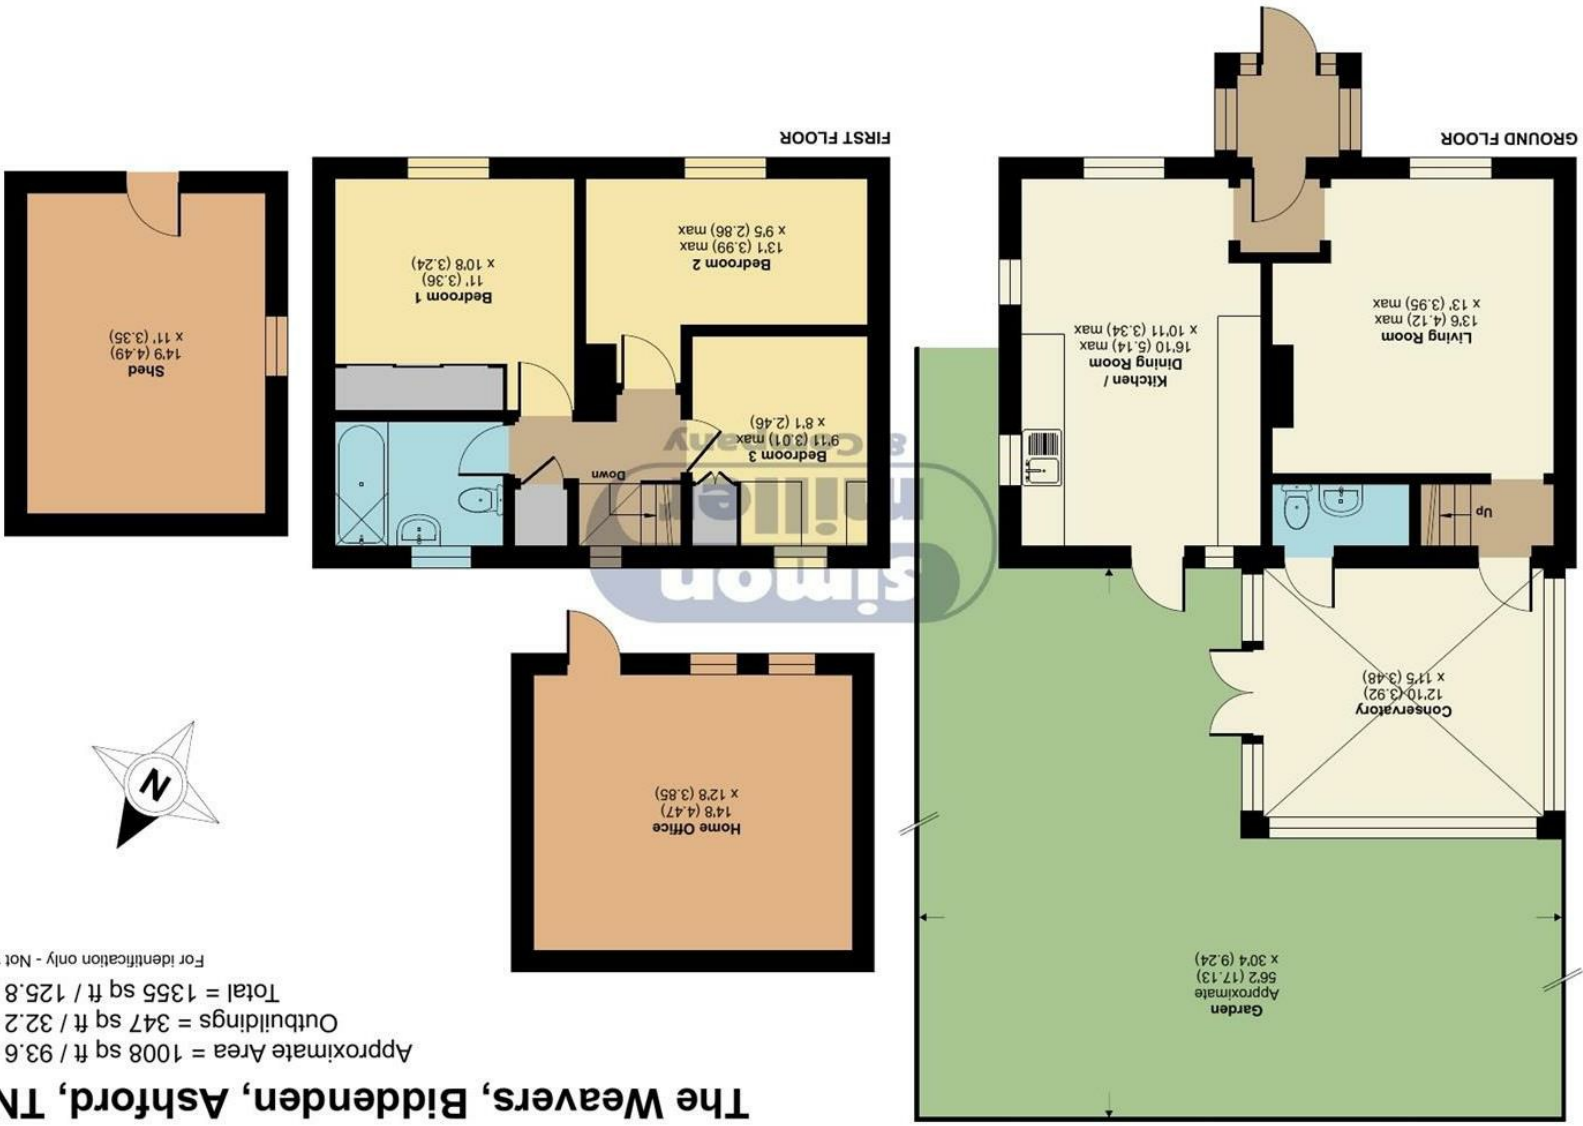 The Weavers, Biddenden, Ashford, TN
Approximate Area = 1008 sq ft / 93.6
Outbuildings = 347 sq ft / 32.2
Total = 1355 sq ft / 125.8
For identification only - Not
Garden
Approximate
56'2 (17.13)
x 30'4 (9.24)
Home Office
14'8 (4.47)
x 12'8 (3.85)
N
Conservatory
12'10 (3.92)
x 11'5 (3.48)
Up
Living Room
13'6 (4.12) max
x 13' (3.95) max
Kitchen /
Dining Room
16'10 (5.14) max
x 10'11 (3.34) max
GROUND FLOOR
simon
miller
& Company
Down
Bedroom 3
9'11 (3.01) max
x 8'1 (2.46)
Bedroom 2
13'1 (3.99) max
x 9'5 (2.86) max
Bedroom 1
11' (3.36)
x 10'8 (3.24)
FIRST FLOOR
Shed
14'9 (4.49)
x 11' (3.35)